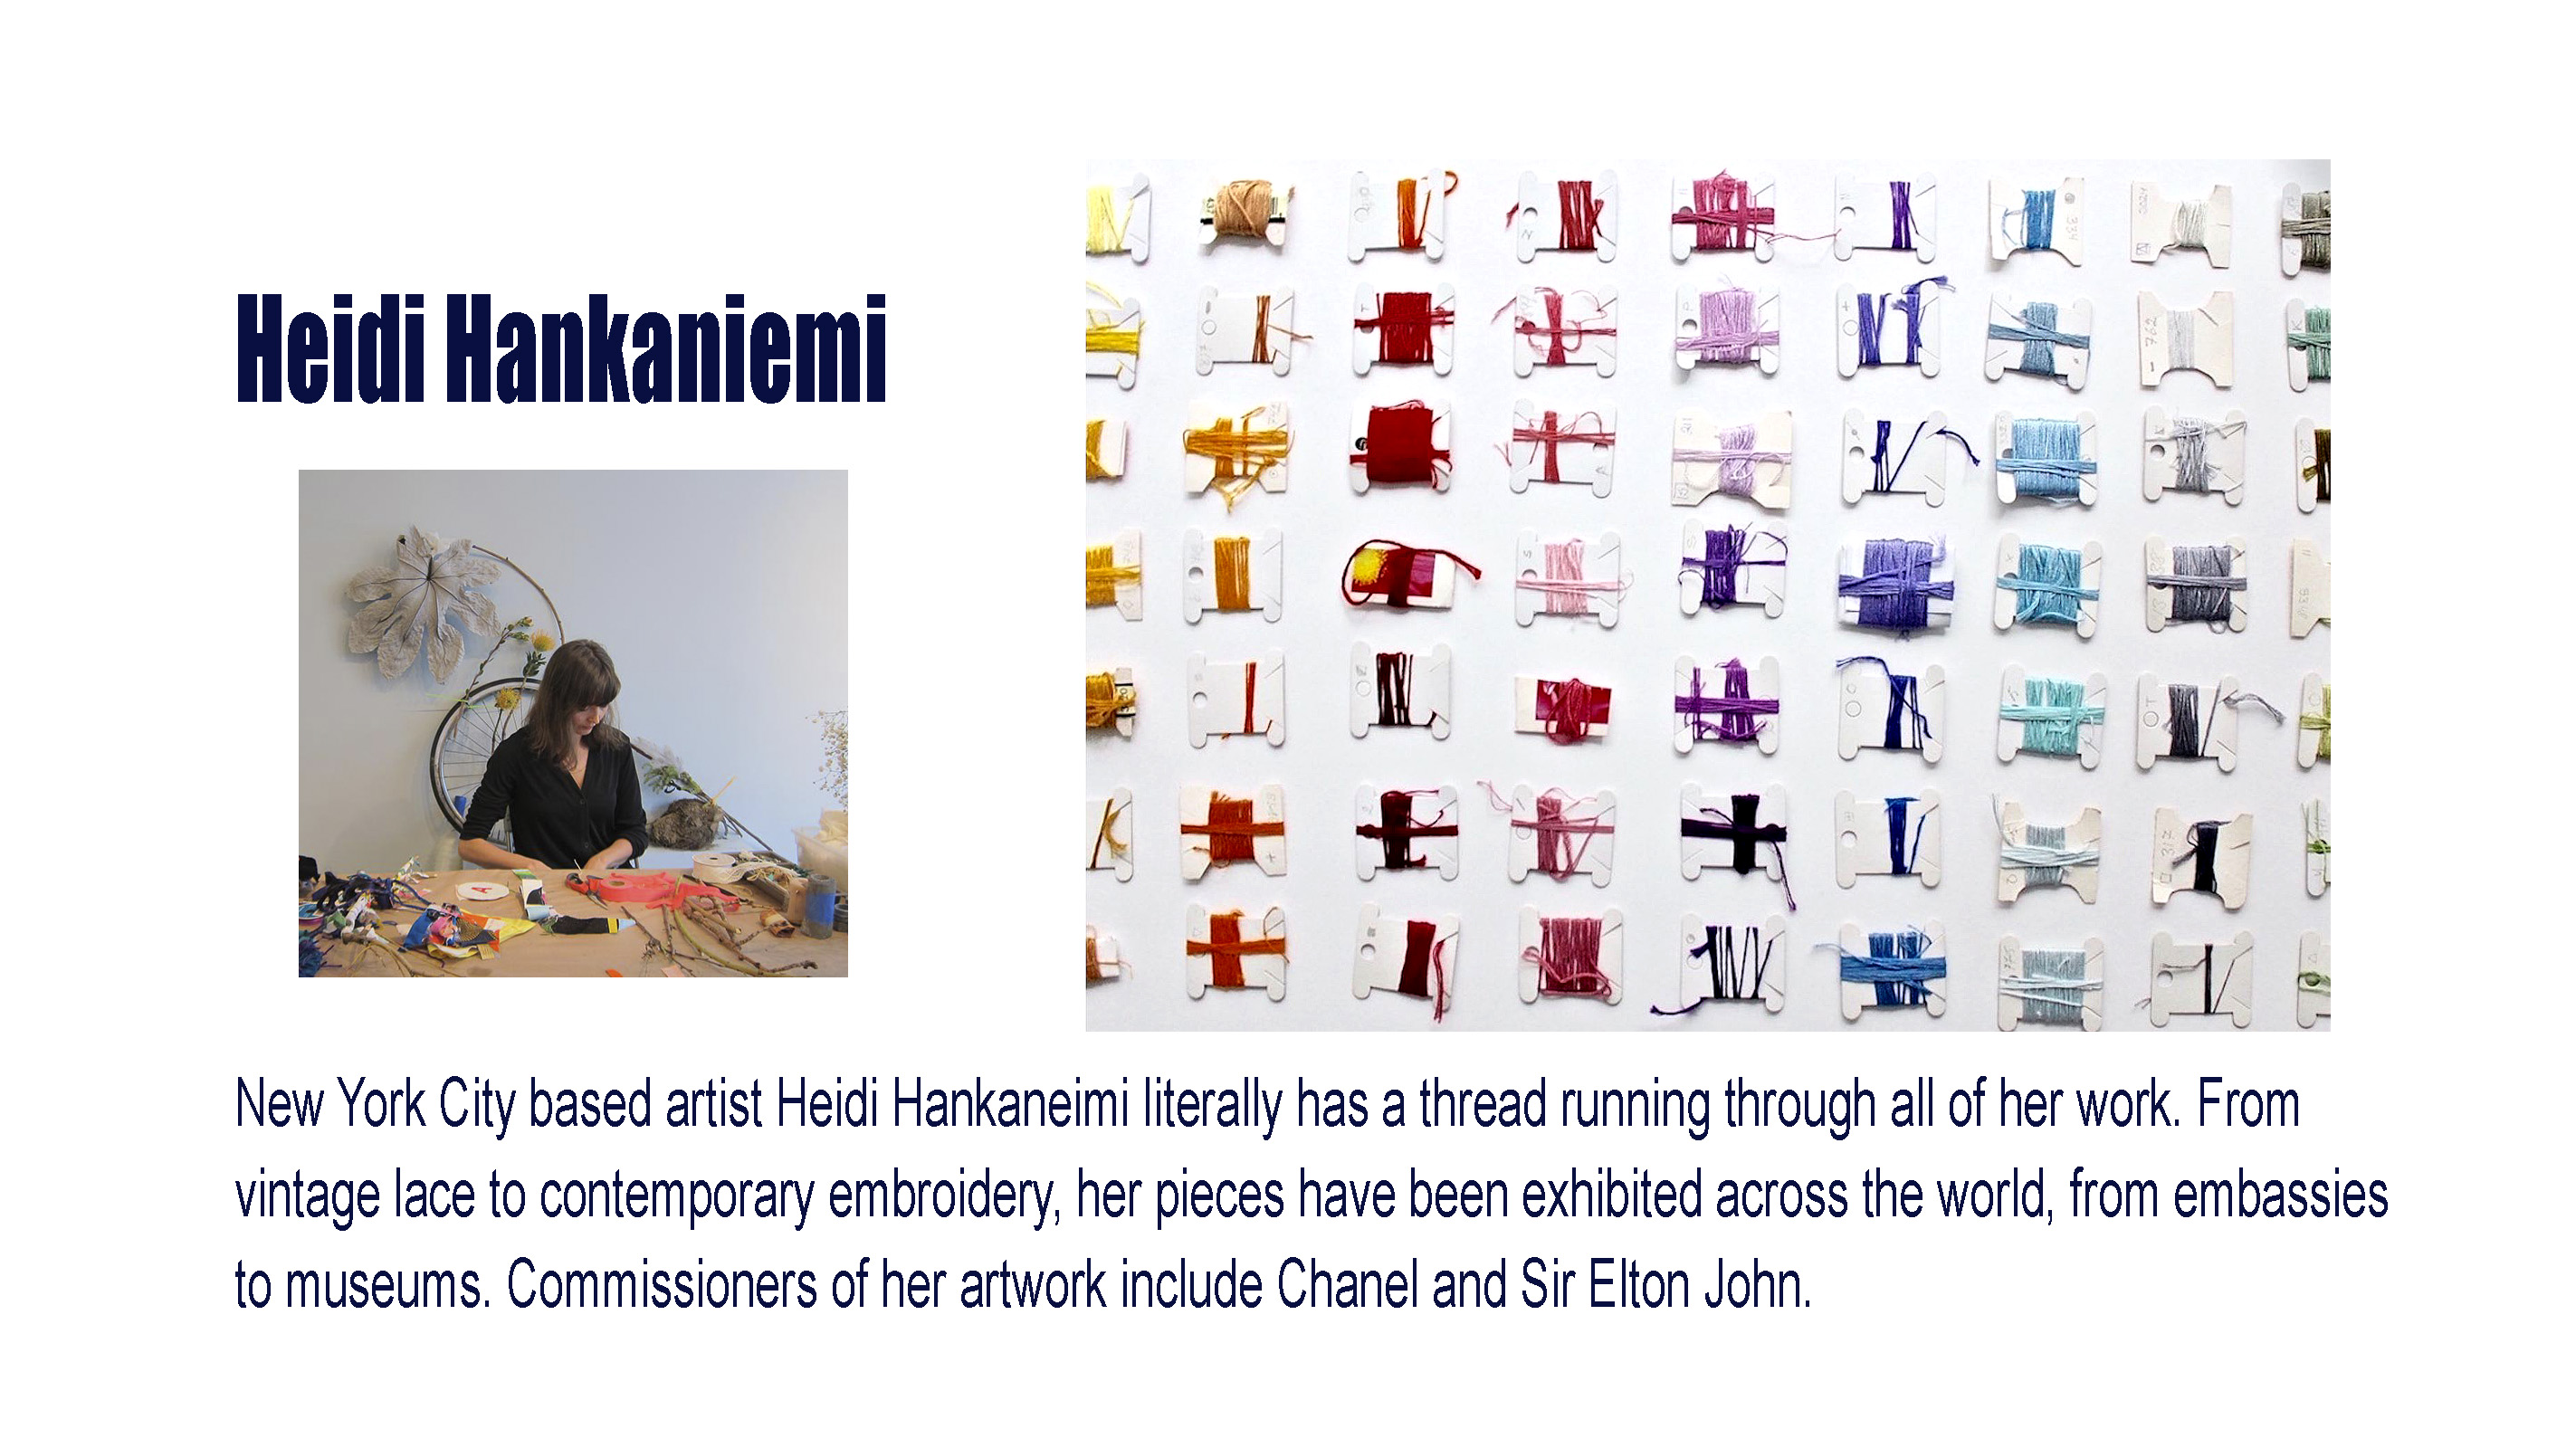 Heidi Hankaniemi
New York City based artist Heidi Hankaneimi literally has a thread running through all of her work. From
vintage lace to contemporary embroidery, her pieces have been exhibited across the world, from embassies
to museums. Commissioners of her artwork include Chanel and Sir Elton John.